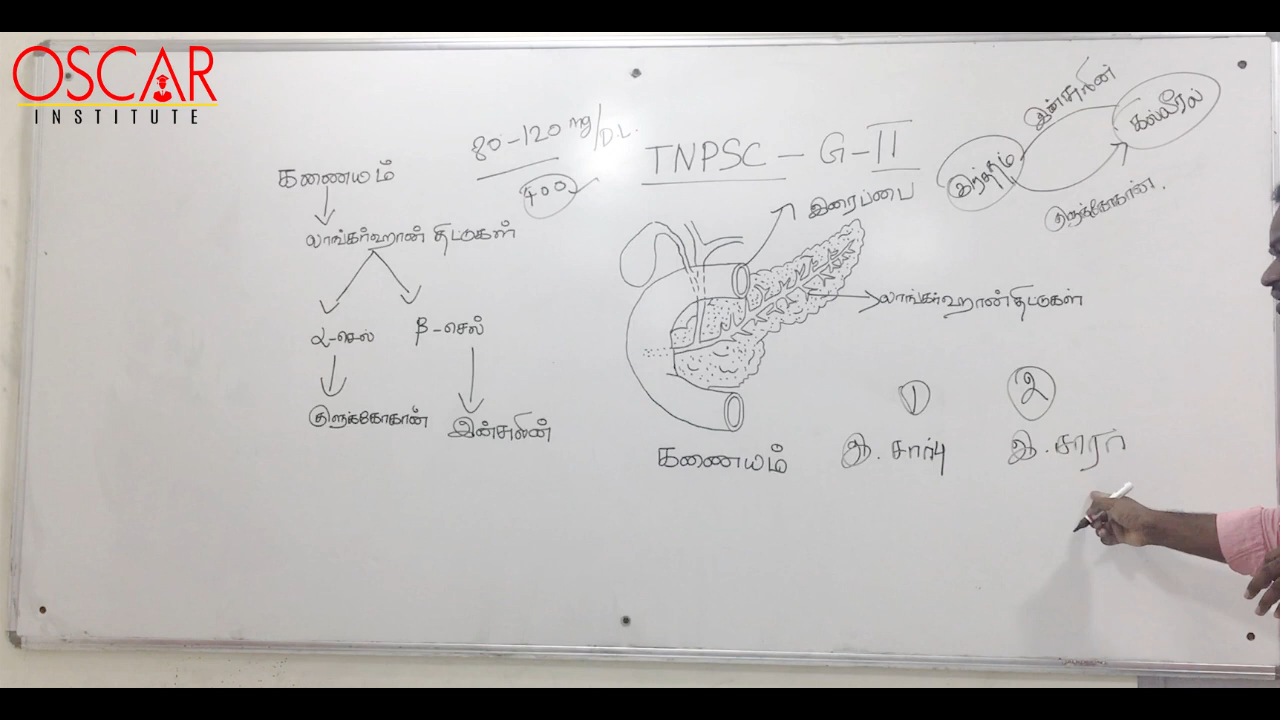 OSCAR
INSTITUTE
80-120 mg/DL.
400
TNPSC - G-II
இன்சுலின்
கல்லீரல்
இரத்தம்
குளுக்கோகான்.
கணையம்
லாங்கர்ஹான் திட்டுகள்
α-செல் β-செல்
குளுக்கோகான் இன்சுலின்
இரைப்பை
லாங்கர்ஹான் திட்டுகள்
கணையம்
1 2
இ. சார்பு இ. சாரா